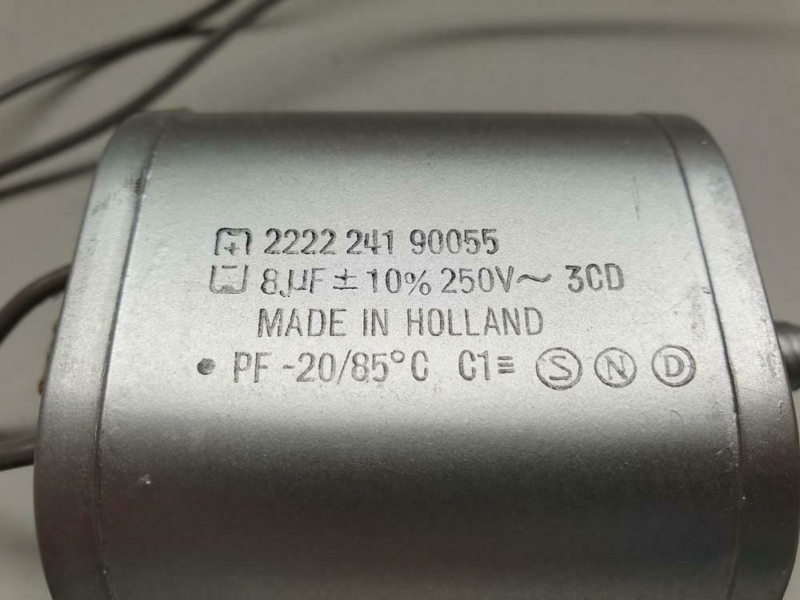 2222 241 90055
8µF ± 10% 250V~ 3CD
MADE IN HOLLAND
• PF -20/85°C C1≡ Ⓢ Ⓝ Ⓓ